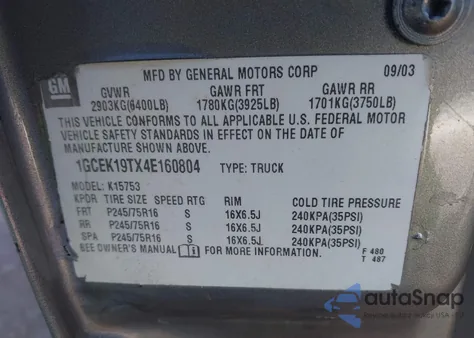 GM
MFD BY GENERAL MOTORS CORP 09/03
GVWR GAWR FRT GAWR RR
2903KG(6400LB) 1780KG(3925LB) 1701KG(3750LB)
THIS VEHICLE CONFORMS TO ALL APPLICABLE U.S. FEDERAL MOTOR
VEHICLE SAFETY STANDARDS IN EFFECT ON THE DATE OF
MANUFACTURE SHOWN ABOVE.
1GCEK19TX4E160804 TYPE: TRUCK
MODEL: K15753
KPDR TIRE SIZE SPEED RTG RIM COLD TIRE PRESSURE
FRT P245/75R16 S 16X6.5J 240KPA(35PSI)
RR P245/75R16 S 16X6.5J 240KPA(35PSI)
SPA P245/75R16 S 16X6.5J 240KPA(35PSI)
SEE OWNER'S MANUAL FOR MORE INFORMATION. F 480
T 487
autoSnap